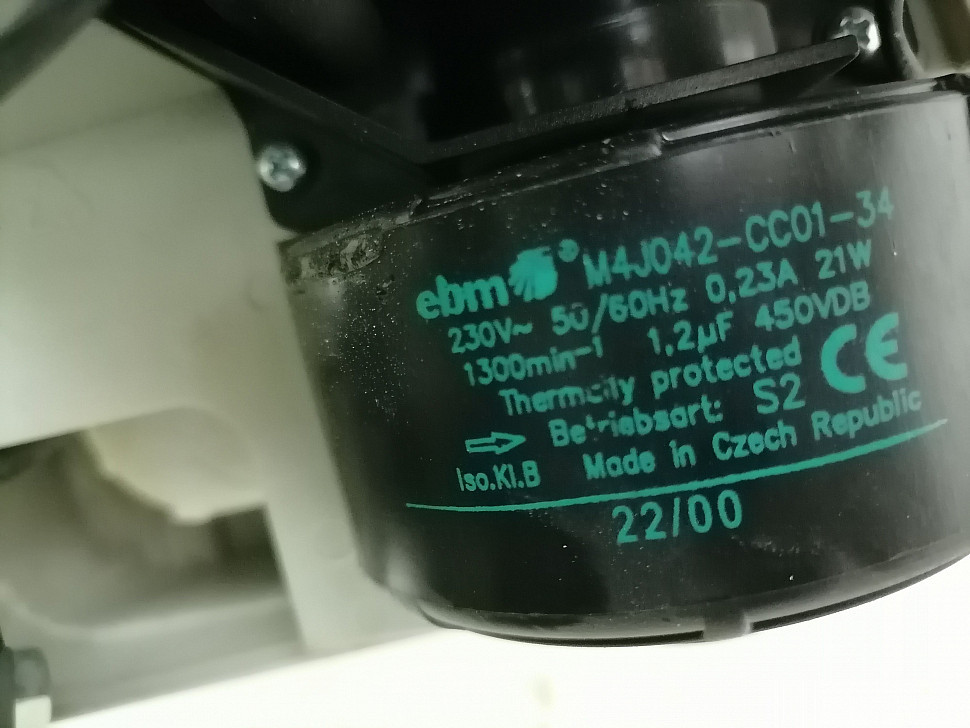 ebm® M4J042-CC01-34
230V~ 50/60Hz 0,23A 21W
1300min⁻¹ 1.2µF 450VDB
Thermally protected CE
Betriebsart: S2
Iso.Kl.B Made in Czech Republic
22/00